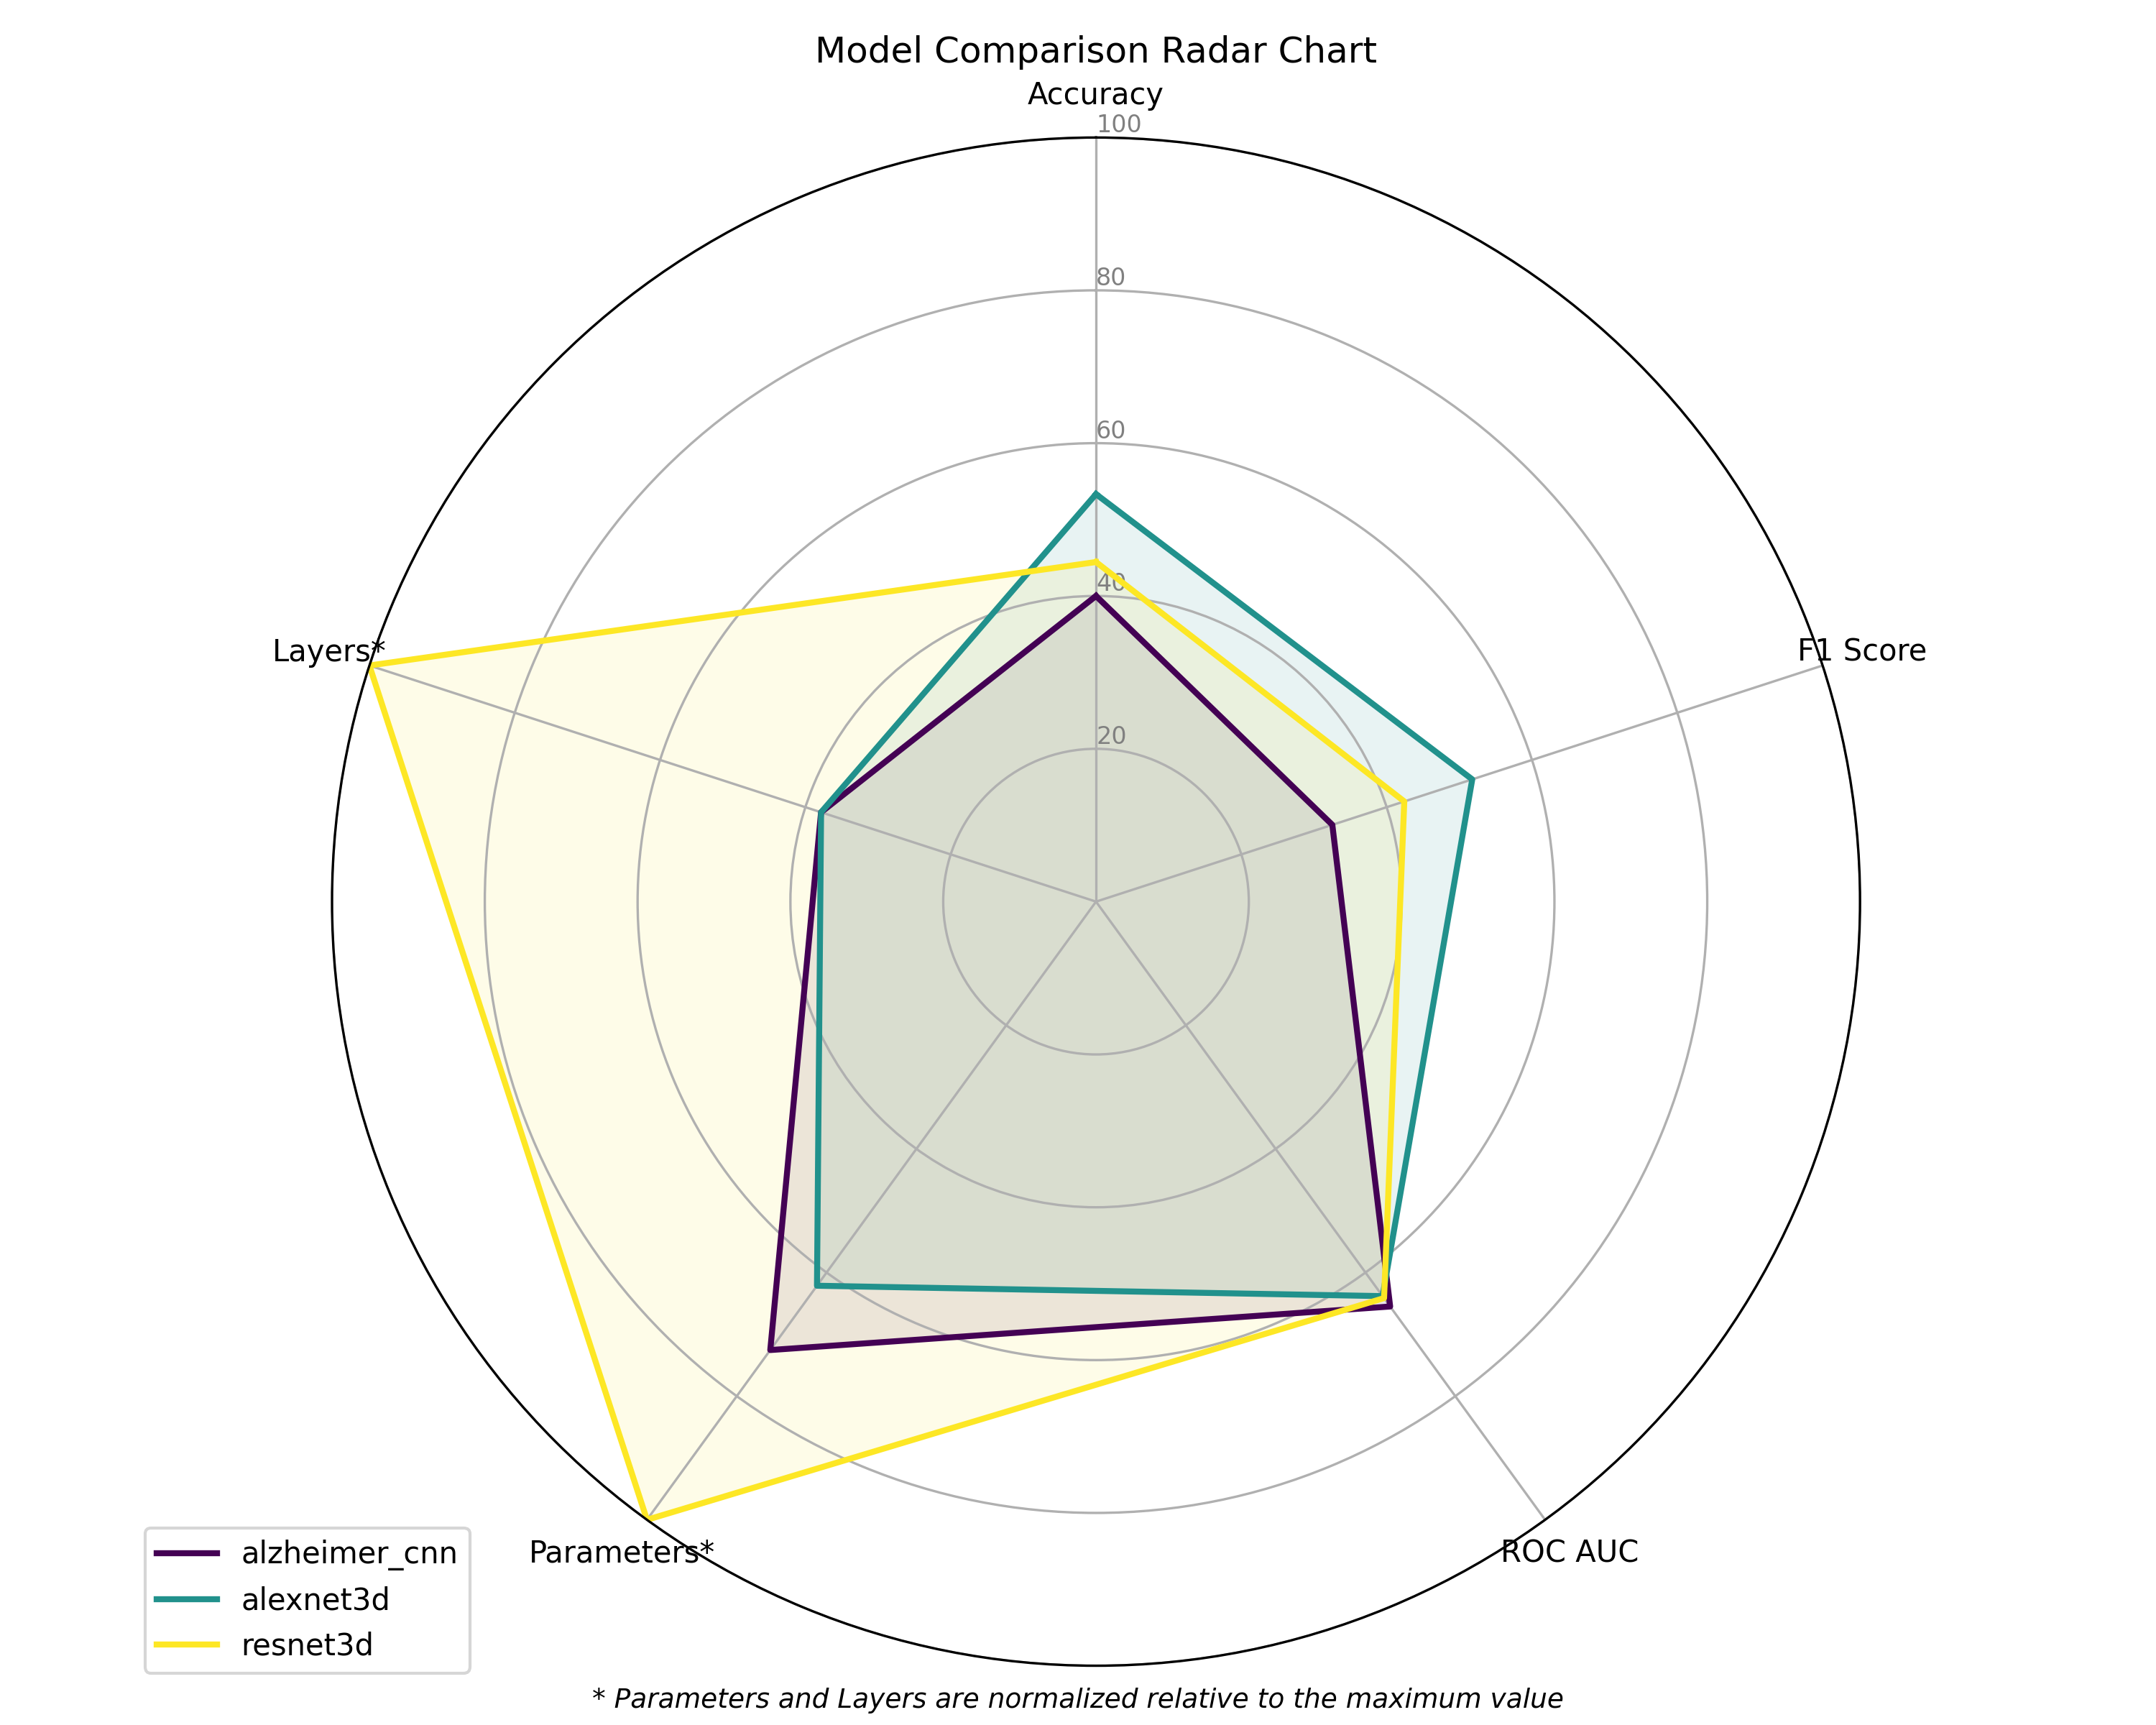 Model Comparison Radar Chart
Accuracy
100
80
60
40
20
Layers*
F1 Score
Parameters*
ROC AUC
alzheimer_cnn
alexnet3d
resnet3d
* Parameters and Layers are normalized relative to the maximum value